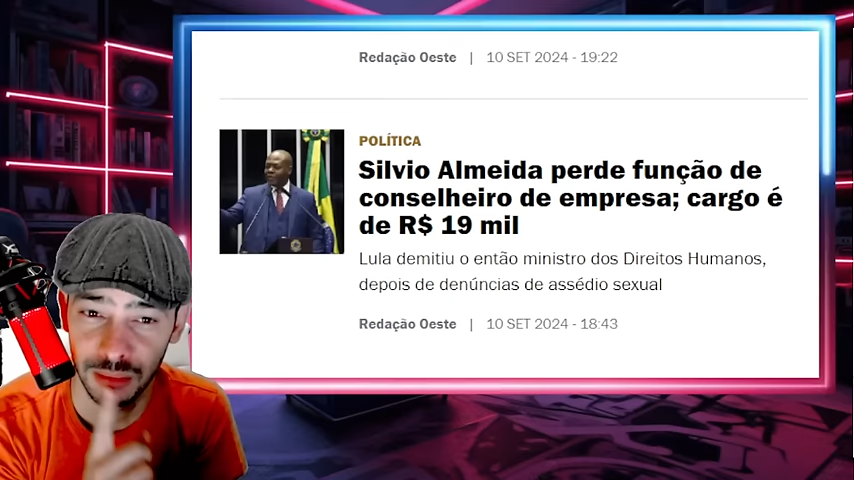 Redação Oeste | 10 SET 2024 - 19:22
POLÍTICA
Silvio Almeida perde função de
conselheiro de empresa; cargo é
de R$ 19 mil
Lula demitiu o então ministro dos Direitos Humanos,
depois de denúncias de assédio sexual
Redação Oeste | 10 SET 2024 - 18:43